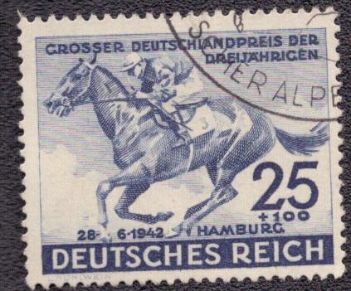 GROSSER DEUTSCHLANDPREIS DER
DREIJÄHRIGEN
ER ALPE
25
+100
28- 6-1942 HAMBURG
DEUTSCHES REICH